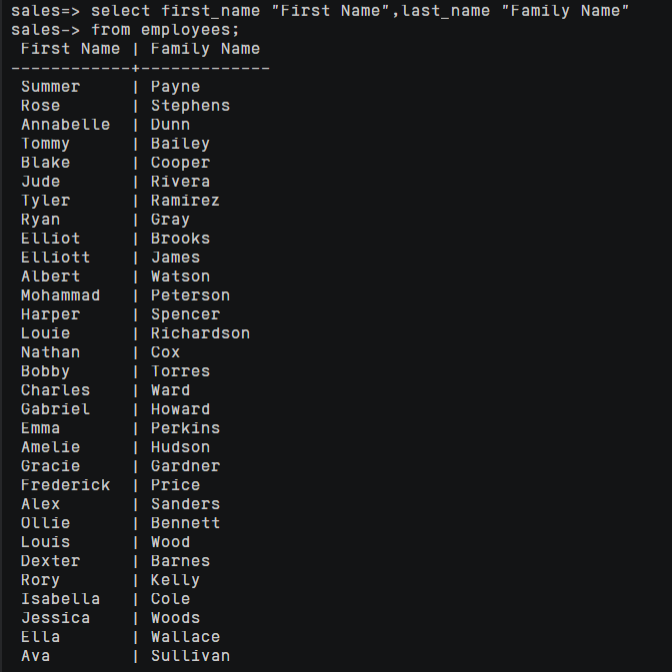 sales=> select first_name "First Name",last_name "Family Name"
sales-> from employees;
 First Name | Family Name
------------+-------------
 Summer     | Payne
 Rose       | Stephens
 Annabelle  | Dunn
 Tommy      | Bailey
 Blake      | Cooper
 Jude       | Rivera
 Tyler      | Ramirez
 Ryan       | Gray
 Elliot     | Brooks
 Elliott    | James
 Albert     | Watson
 Mohammad   | Peterson
 Harper     | Spencer
 Louie      | Richardson
 Nathan     | Cox
 Bobby      | Torres
 Charles    | Ward
 Gabriel    | Howard
 Emma       | Perkins
 Amelie     | Hudson
 Gracie     | Gardner
 Frederick  | Price
 Alex       | Sanders
 Ollie      | Bennett
 Louis      | Wood
 Dexter     | Barnes
 Rory       | Kelly
 Isabella   | Cole
 Jessica    | Woods
 Ella       | Wallace
 Ava        | Sullivan